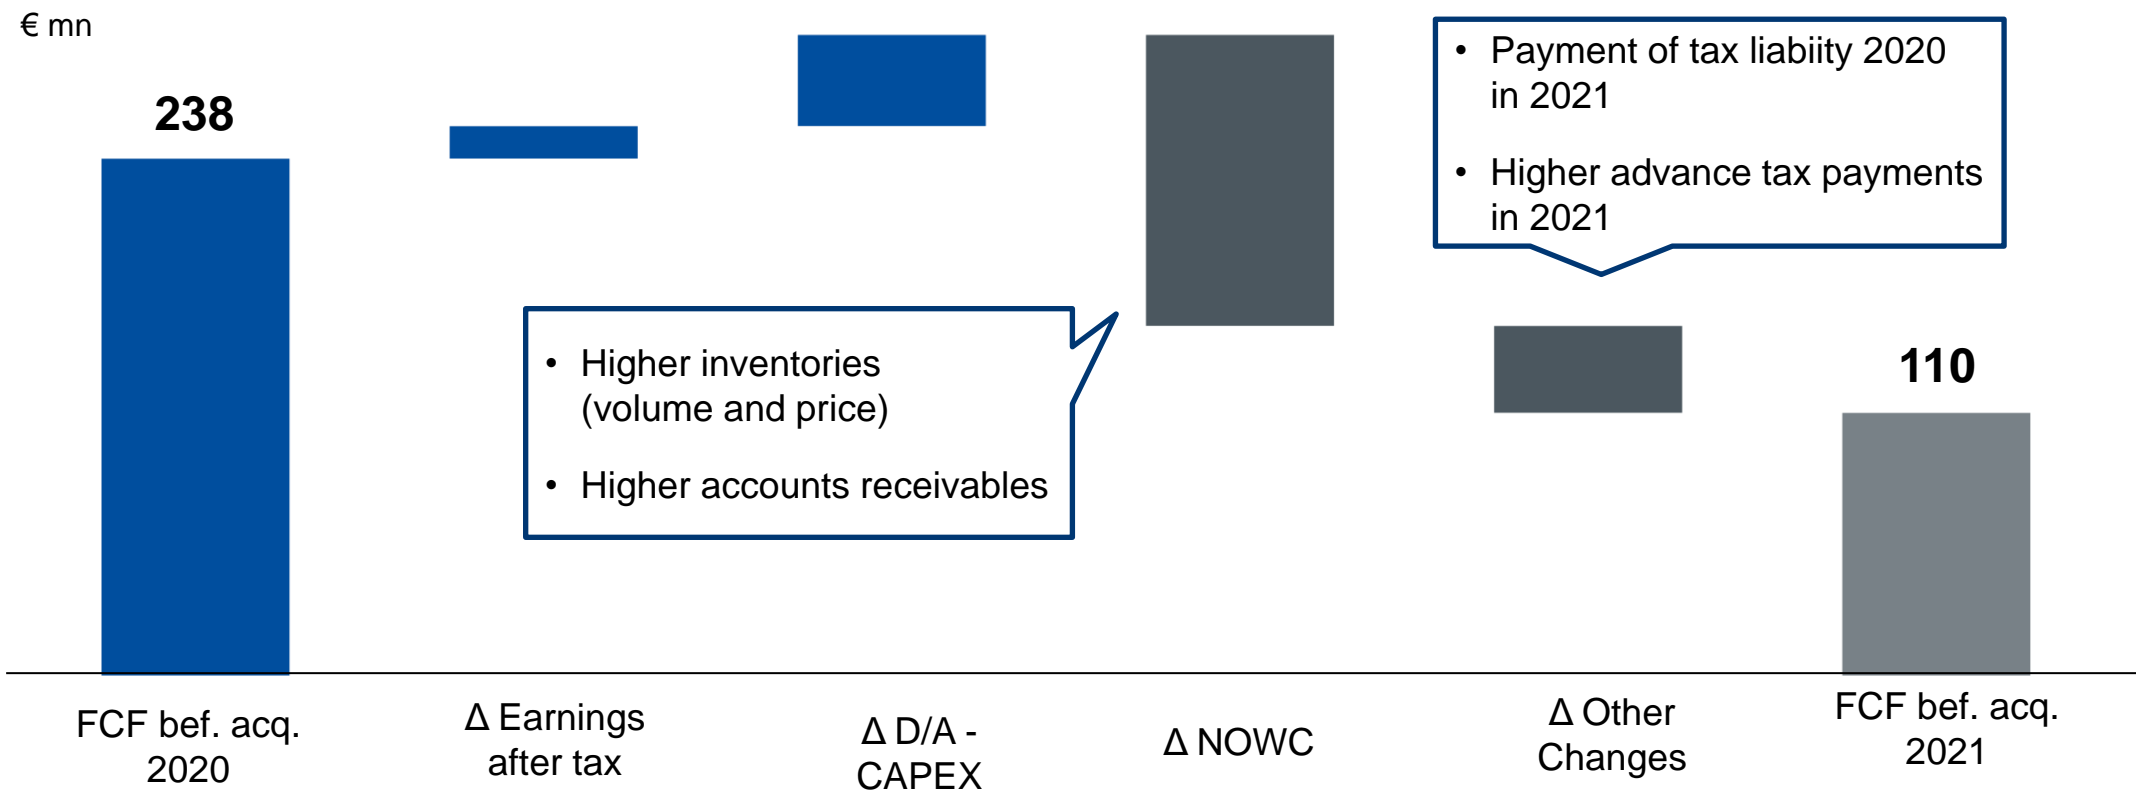 € mn
238
• Payment of tax liabiity 2020
in 2021
• Higher advance tax payments
in 2021
• Higher inventories
(volume and price)
• Higher accounts receivables
110
FCF bef. acq.
2020
Δ Earnings
after tax
Δ D/A -
CAPEX
Δ NOWC
Δ Other
Changes
FCF bef. acq.
2021